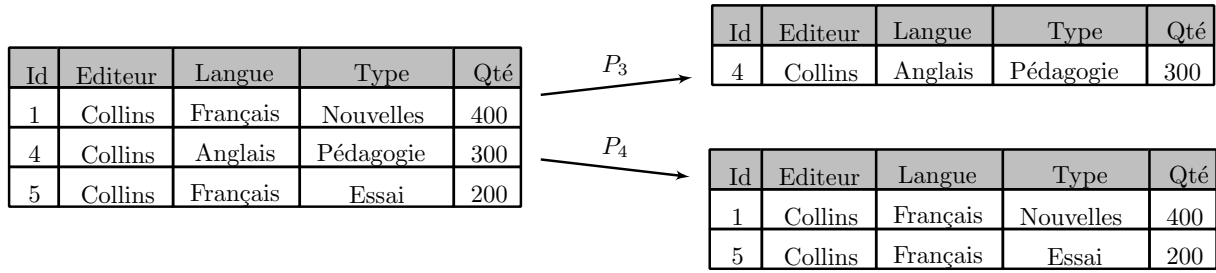 Id Editeur Langue Type Qté
1 Collins Français Nouvelles 400
4 Collins Anglais Pédagogie 300
5 Collins Français Essai 200
P3
P4
Id Editeur Langue Type Qté
4 Collins Anglais Pédagogie 300
Id Editeur Langue Type Qté
1 Collins Français Nouvelles 400
5 Collins Français Essai 200